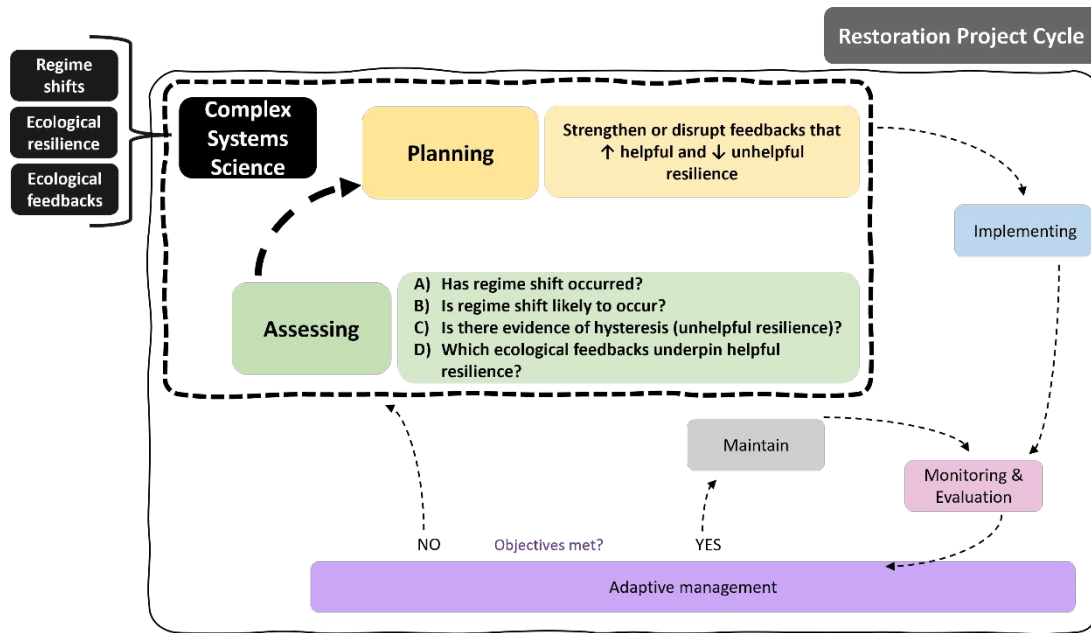 Restoration Project Cycle
Regime
shifts
Ecological
resilience
Ecological
feedbacks
Complex
Systems
Science
Planning
Strengthen or disrupt feedbacks that
↑ helpful and ↓ unhelpful
resilience
Implementing
Assessing
A) Has regime shift occurred?
B) Is regime shift likely to occur?
C) Is there evidence of hysteresis (unhelpful resilience)?
D) Which ecological feedbacks underpin helpful
resilience?
Maintain
Monitoring &
Evaluation
NO
Objectives met?
YES
Adaptive management